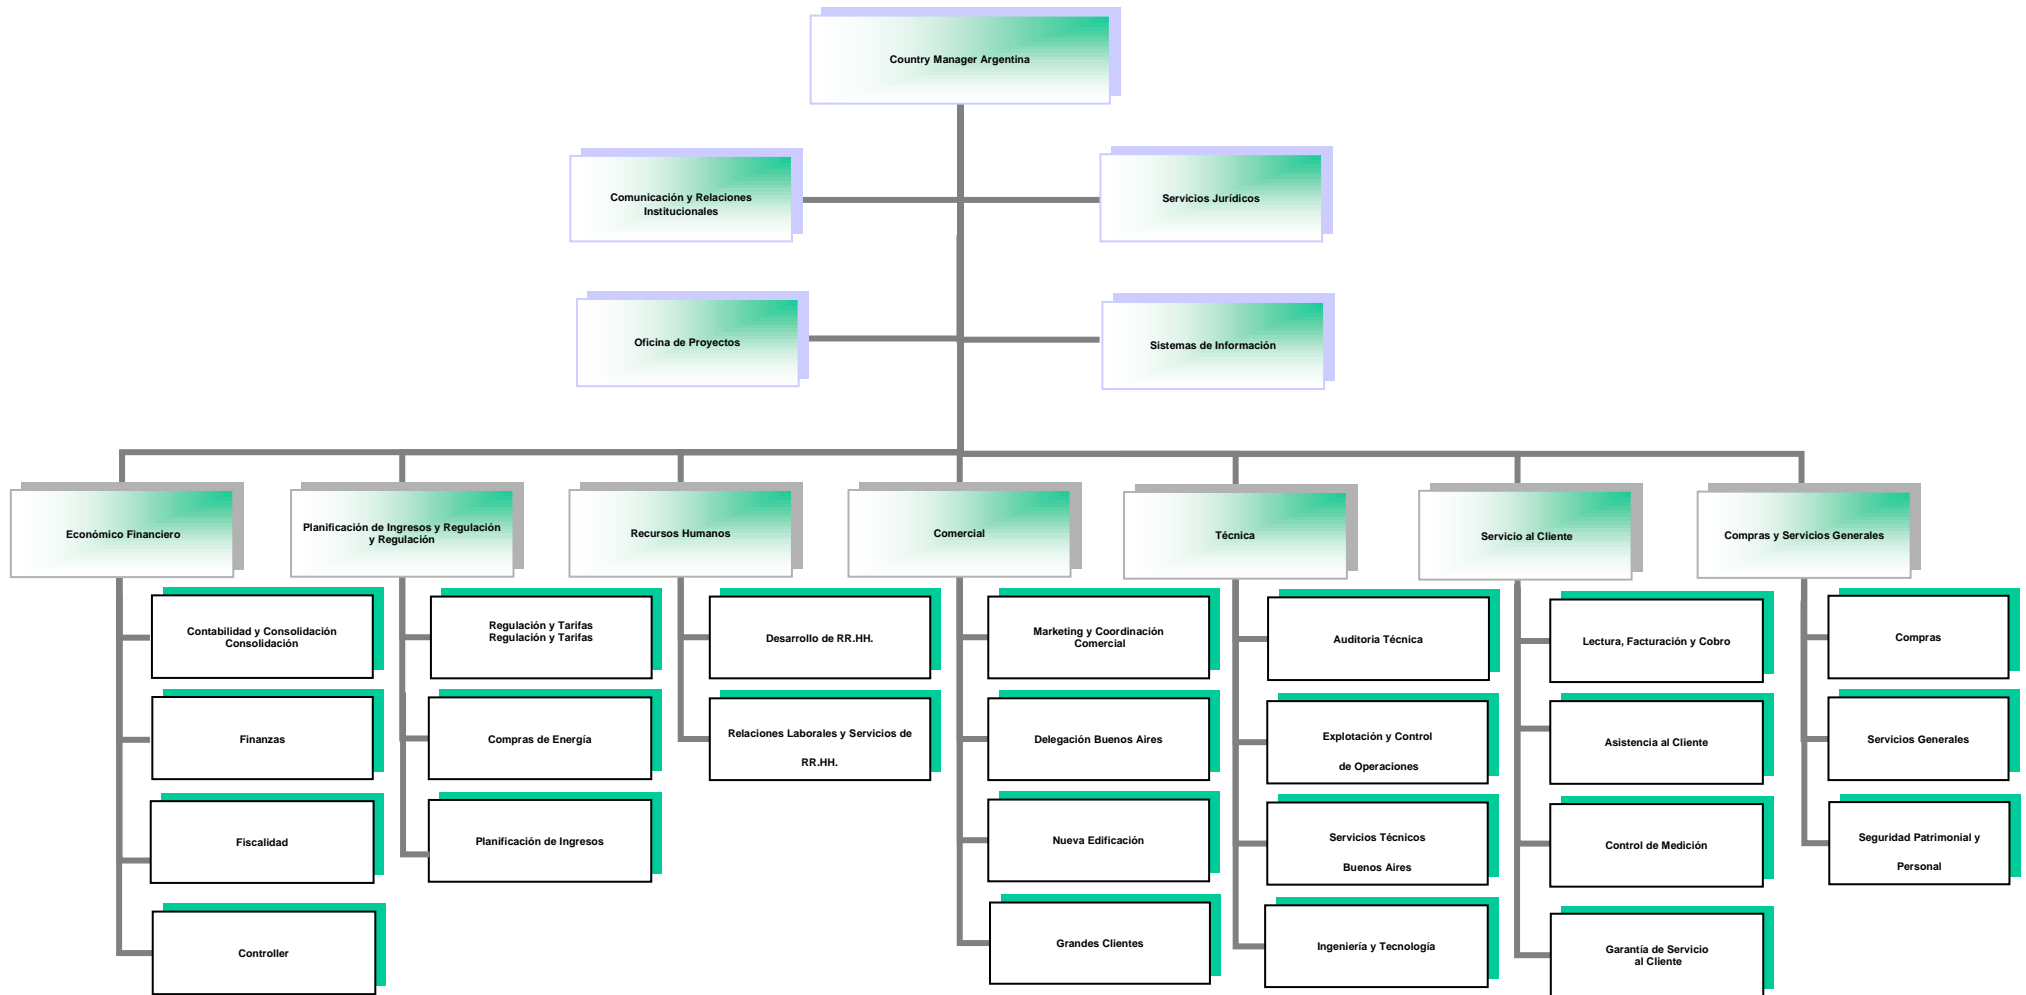 Country Manager Argentina
Comunicación y Relaciones
Institucionales
Servicios Jurídicos
Oficina de Proyectos
Sistemas de Información
Económico Financiero
Planificación de Ingresos y Regulación
y Regulación
Recursos Humanos
Comercial
Técnica
Servicio al Cliente
Compras y Servicios Generales
Contabilidad y Consolidación
Consolidación
Finanzas
Fiscalidad
Controller
Regulación y Tarifas
Regulación y Tarifas
Compras de Energía
Planificación de Ingresos
Desarrollo de RR.HH.
Relaciones Laborales y Servicios de
RR.HH.
Marketing y Coordinación
Comercial
Delegación Buenos Aires
Nueva Edificación
Grandes Clientes
Auditoría Técnica
Explotación y Control
de Operaciones
Servicios Técnicos
Buenos Aires
Ingeniería y Tecnología
Lectura, Facturación y Cobro
Asistencia al Cliente
Control de Medición
Garantía de Servicio
al Cliente
Compras
Servicios Generales
Seguridad Patrimonial y
Personal